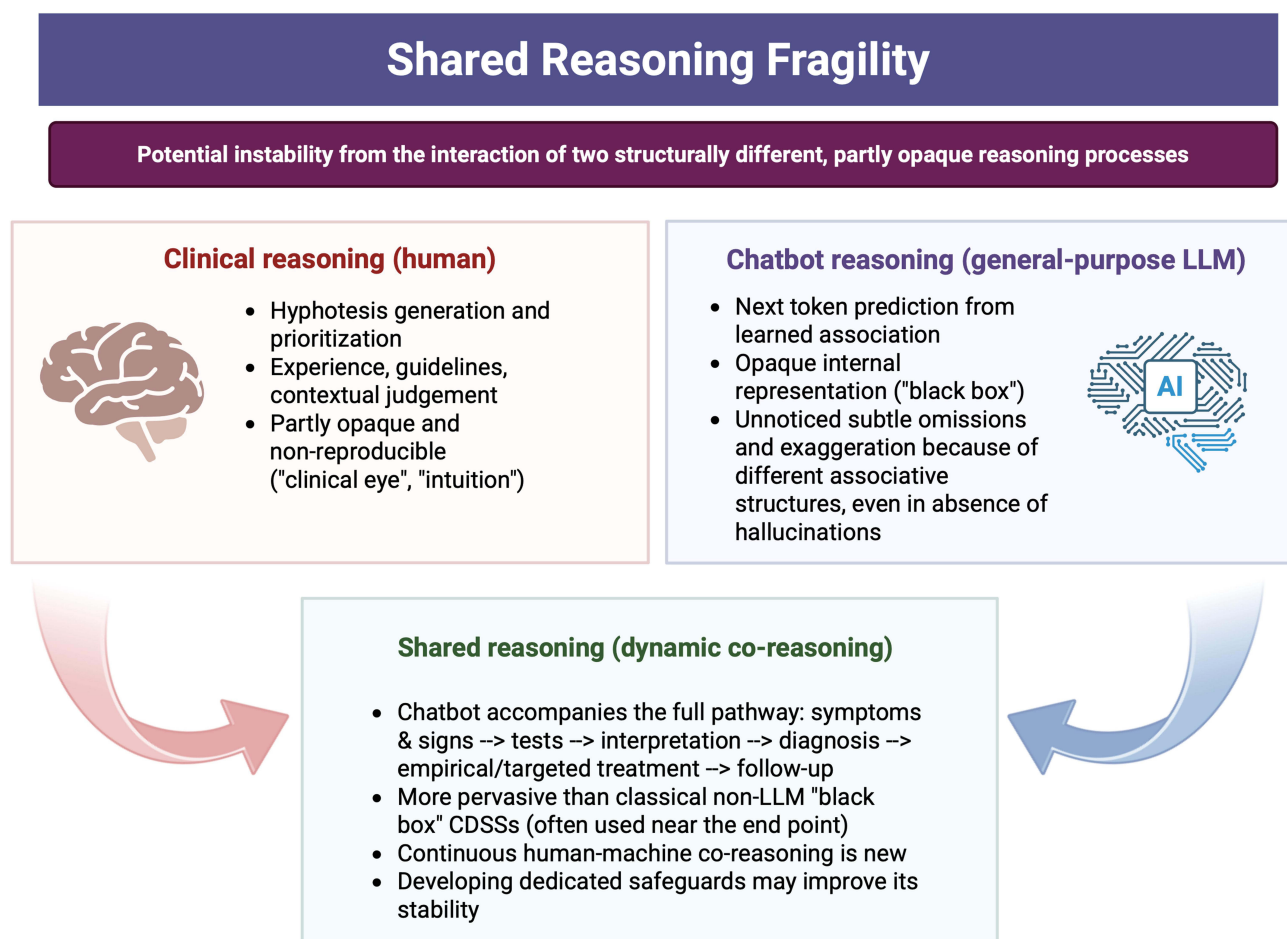 Shared Reasoning Fragility
Potential instability from the interaction of two structurally different, partly opaque reasoning processes
Clinical reasoning (human)
• Hyphotesis generation and
prioritization
• Experience, guidelines,
contextual judgement
• Partly opaque and
non-reproducible
("clinical eye", "intuition")
Chatbot reasoning (general-purpose LLM)
• Next token prediction from
learned association
• Opaque internal
representation ("black box")
• Unnoticed subtle omissions
and exaggeration because of
different associative
structures, even in absence of
hallucinations
AI
Shared reasoning (dynamic co-reasoning)
• Chatbot accompanies the full pathway: symptoms
& signs --> tests --> interpretation --> diagnosis -->
empirical/targeted treatment --> follow-up
• More pervasive than classical non-LLM "black
box" CDSSs (often used near the end point)
• Continuous human-machine co-reasoning is new
• Developing dedicated safeguards may improve its
stability